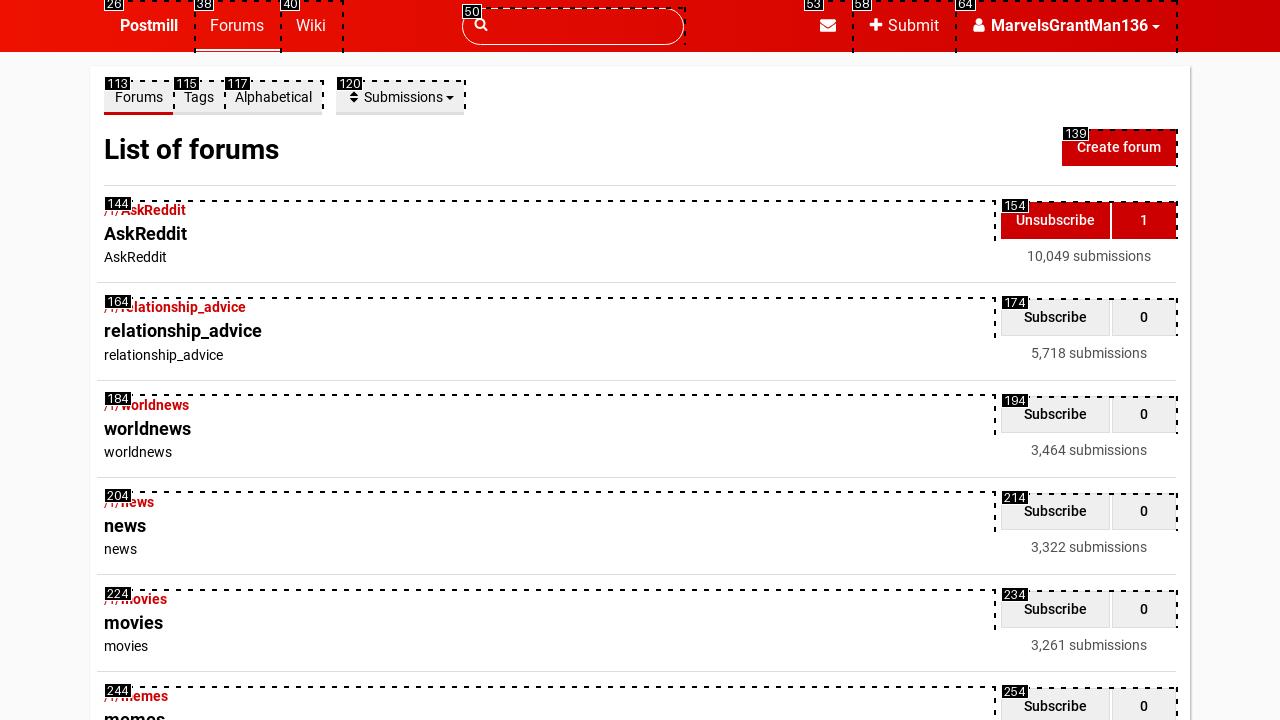 26 38 40 50 53 58 64
Postmill Forums Wiki Submit MarvelsGrantMan136
113 115 117 120
Forums Tags Alphabetical Submissions
List of forums
139
Create forum
144 /f/AskReddit
AskReddit
AskReddit
154
Unsubscribe 1
10,049 submissions
164 /f/relationship_advice
relationship_advice
relationship_advice
174
Subscribe 0
5,718 submissions
184 /f/worldnews
worldnews
worldnews
194
Subscribe 0
3,464 submissions
204 /f/news
news
news
214
Subscribe 0
3,322 submissions
224 /f/movies
movies
movies
234
Subscribe 0
3,261 submissions
244 /f/memes
memes
254
Subscribe 0